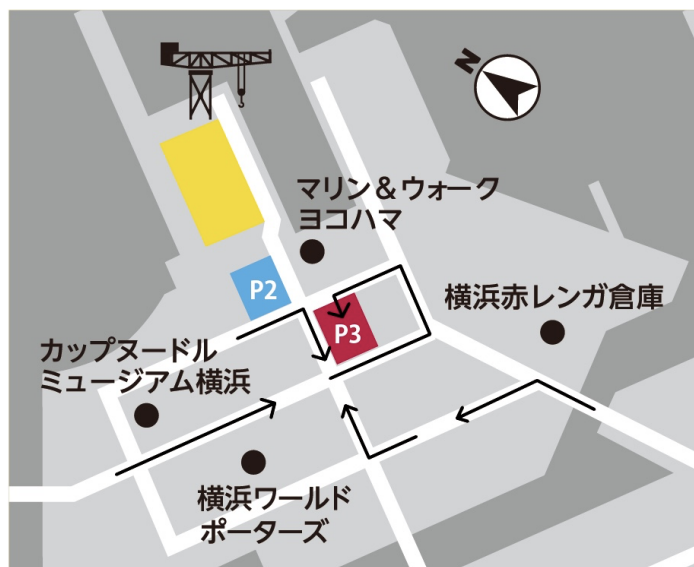 N
マリン＆ウォーク
ヨコハマ
P2
横浜赤レンガ倉庫
P3
カップヌードル
ミュージアム横浜
横浜ワールド
ポーターズ